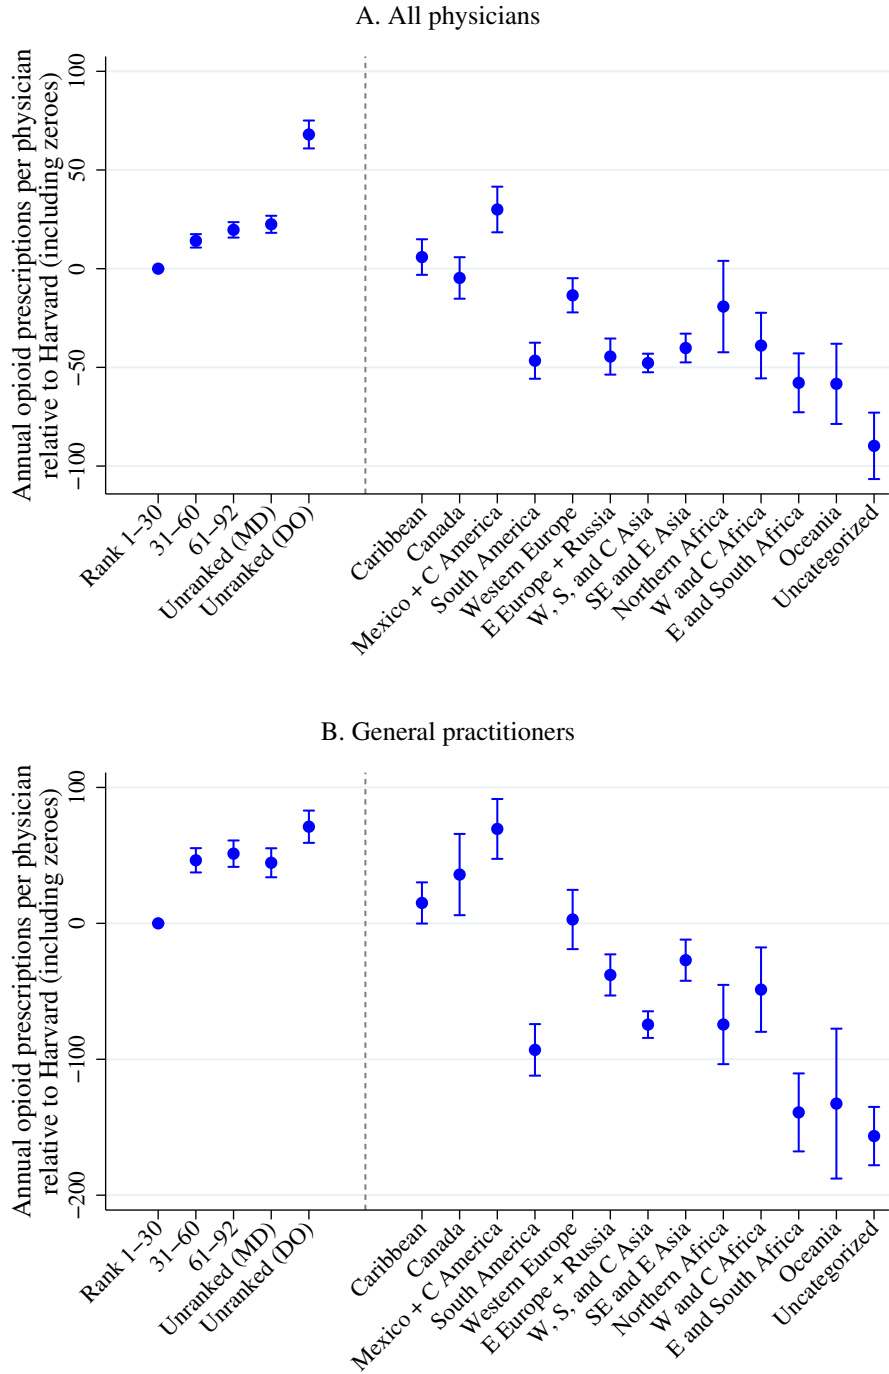 A. All physicians
Annual opioid prescriptions per physician
relative to Harvard (including zeroes)
100
50
0
−50
−100
Rank 1−30
31−60
61−92
Unranked (MD)
Unranked (DO)
Caribbean
Canada
Mexico + C America
South America
Western Europe
E Europe + Russia
W, S, and C Asia
SE and E Asia
Northern Africa
W and C Africa
E and South Africa
Oceania
Uncategorized
B. General practitioners
Annual opioid prescriptions per physician
relative to Harvard (including zeroes)
100
0
−100
−200
Rank 1−30
31−60
61−92
Unranked (MD)
Unranked (DO)
Caribbean
Canada
Mexico + C America
South America
Western Europe
E Europe + Russia
W, S, and C Asia
SE and E Asia
Northern Africa
W and C Africa
E and South Africa
Oceania
Uncategorized